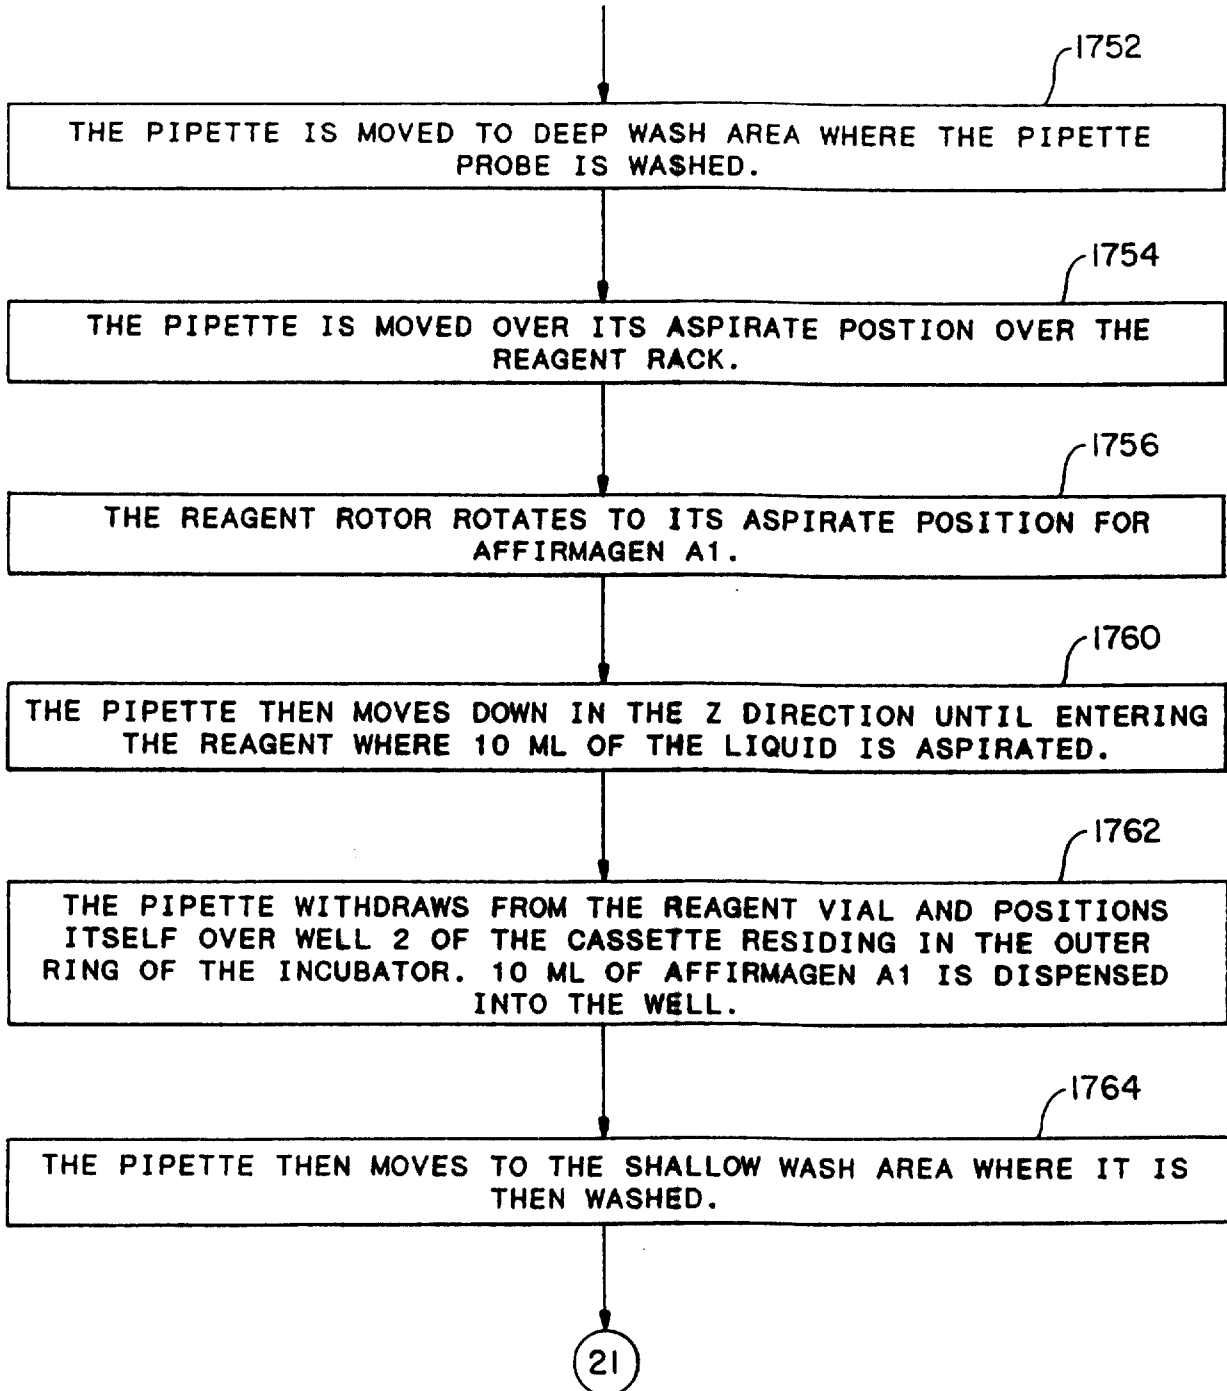 1752
THE PIPETTE IS MOVED TO DEEP WASH AREA WHERE THE PIPETTE
PROBE IS WASHED.
1754
THE PIPETTE IS MOVED OVER ITS ASPIRATE POSTION OVER THE
REAGENT RACK.
1756
THE REAGENT ROTOR ROTATES TO ITS ASPIRATE POSITION FOR
AFFIRMAGEN A1.
1760
THE PIPETTE THEN MOVES DOWN IN THE Z DIRECTION UNTIL ENTERING
THE REAGENT WHERE 10 ML OF THE LIQUID IS ASPIRATED.
1762
THE PIPETTE WITHDRAWS FROM THE REAGENT VIAL AND POSITIONS
ITSELF OVER WELL 2 OF THE CASSETTE RESIDING IN THE OUTER
RING OF THE INCUBATOR. 10 ML OF AFFIRMAGEN A1 IS DISPENSED
INTO THE WELL.
1764
THE PIPETTE THEN MOVES TO THE SHALLOW WASH AREA WHERE IT IS
THEN WASHED.
21